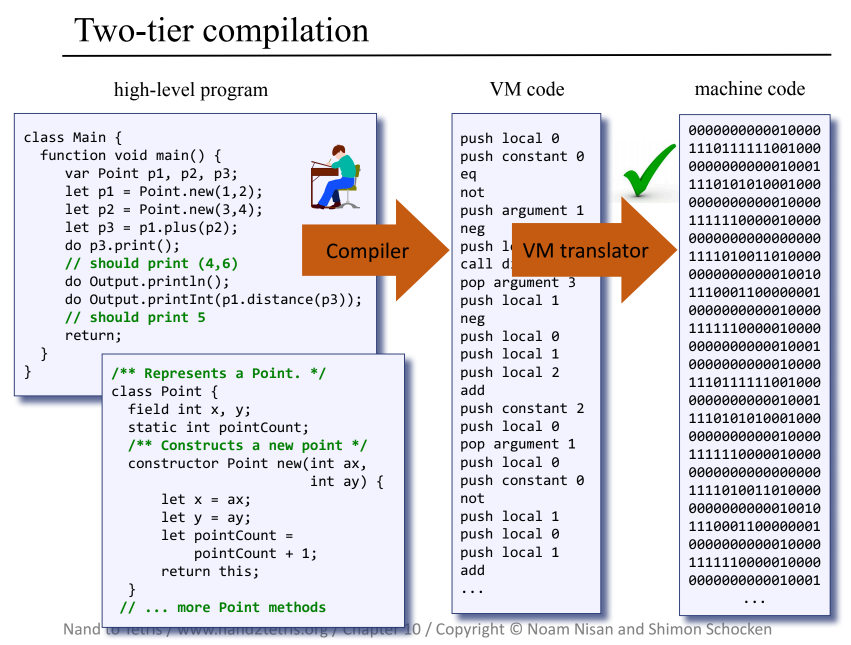 Two-tier compilation
high-level program
class Main {
function void main() {
var Point p1, p2, p3;
let p1 = Point.new(1,2);
let p2 = Point.new(3,4);
let p3 = p1.plus(p2);
do p3.print();
// should print (4,6)
do Output.println();
do Output.printInt(p1.distance(p3));
// should print 5
return;
}
}
/** Represents a Point. */
class Point {
field int x, y;
static int pointCount;
/** Constructs a new point */
constructor Point new(int ax,
int ay) {
let x = ax;
let y = ay;
let pointCount =
pointCount + 1;
return this;
}
// ... more Point methods
Compiler
VM code
push local 0
push constant 0
eq
not
push argument 1
neg
push
call
pop argument 3
push local 1
neg
push local 0
push local 1
push local 2
add
push constant 2
push local 0
pop argument 1
push local 0
push constant 0
not
push local 1
push local 0
push local 1
add
...
VM translator
machine code
0000000000010000
1110111111001000
0000000000010001
1110101010001000
0000000000010000
1111110000010000
0000000000000000
1111010011010000
0000000000010010
1110001100000001
0000000000010000
1111110000010000
0000000000010001
0000000000010000
1110111111001000
0000000000010001
1110101010001000
0000000000010000
1111110000010000
0000000000000000
1111010011010000
0000000000010010
1110001100000001
0000000000010000
1111110000010000
0000000000010001
...
Nand to Tetris / www.nand2tetris.org / Chapter 10 / Copyright © Noam Nisan and Shimon Schocken